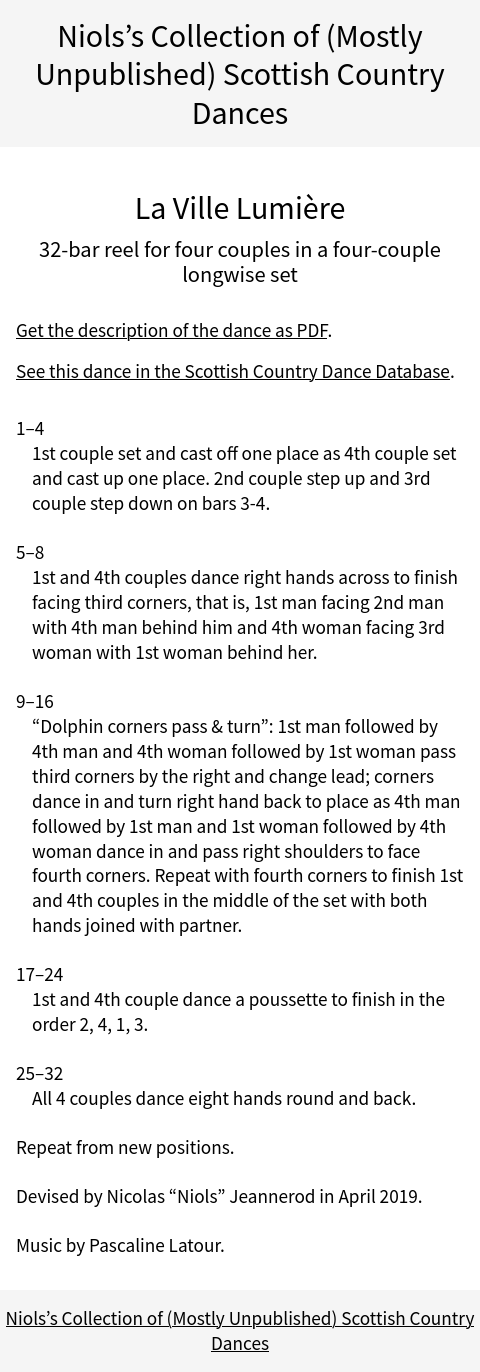 Niols’s Collection of (Mostly
Unpublished) Scottish Country
Dances
La Ville Lumière
32-bar reel for four couples in a four-couple
longwise set
Get the description of the dance as PDF.
See this dance in the Scottish Country Dance Database.
1–4
1st couple set and cast off one place as 4th couple set
and cast up one place. 2nd couple step up and 3rd
couple step down on bars 3-4.
5–8
1st and 4th couples dance right hands across to finish
facing third corners, that is, 1st man facing 2nd man
with 4th man behind him and 4th woman facing 3rd
woman with 1st woman behind her.
9–16
“Dolphin corners pass & turn”: 1st man followed by
4th man and 4th woman followed by 1st woman pass
third corners by the right and change lead; corners
dance in and turn right hand back to place as 4th man
followed by 1st man and 1st woman followed by 4th
woman dance in and pass right shoulders to face
fourth corners. Repeat with fourth corners to finish 1st
and 4th couples in the middle of the set with both
hands joined with partner.
17–24
1st and 4th couple dance a poussette to finish in the
order 2, 4, 1, 3.
25–32
All 4 couples dance eight hands round and back.
Repeat from new positions.
Devised by Nicolas “Niols” Jeannerod in April 2019.
Music by Pascaline Latour.
Niols’s Collection of (Mostly Unpublished) Scottish Country
Dances